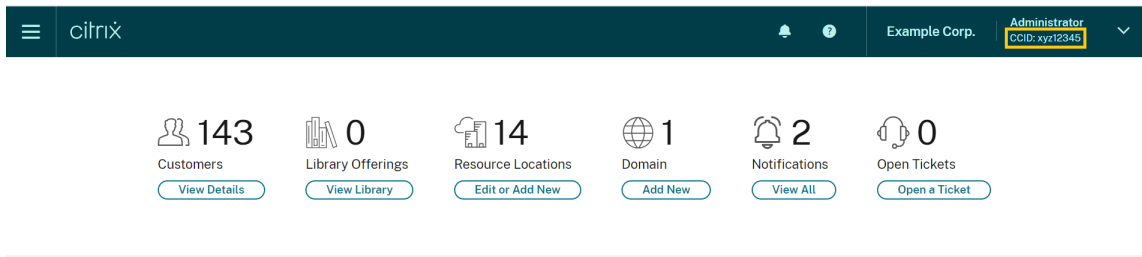 citrix
?
Example Corp.
Administrator
CCID: xyz12345
143
Customers
View Details
0
Library Offerings
View Library
14
Resource Locations
Edit or Add New
1
Domain
Add New
2
Notifications
View All
0
Open Tickets
Open a Ticket